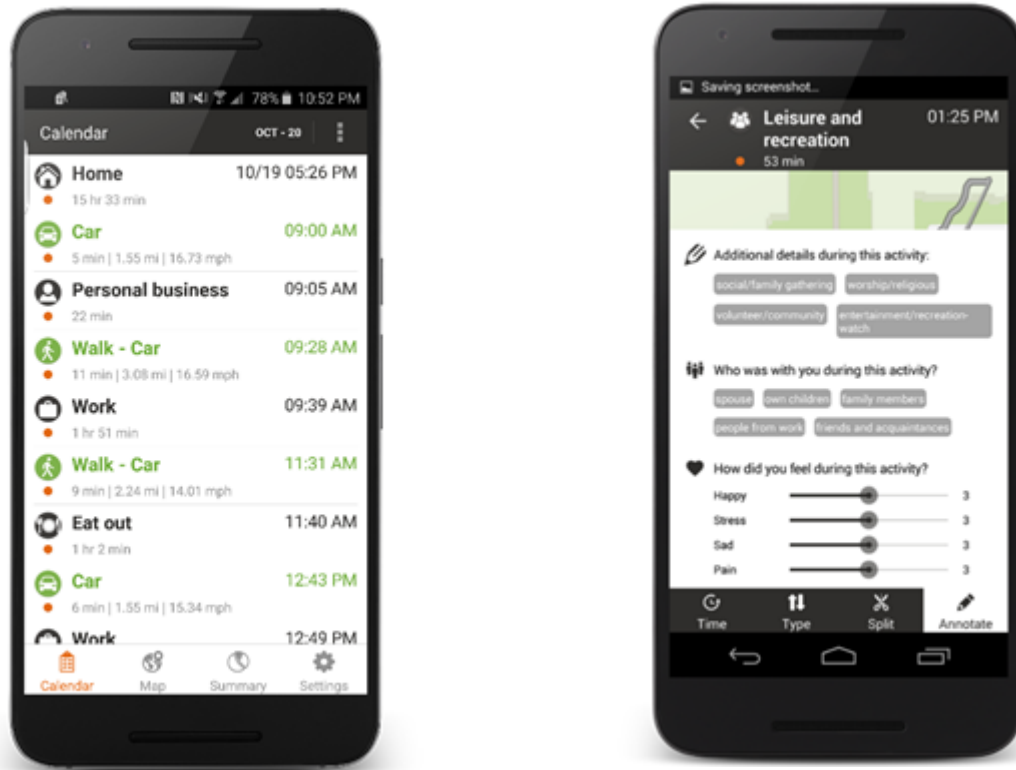 78% 10:52 PM
Calendar OCT - 20
Home 10/19 05:26 PM
15 hr 33 min
Car 09:00 AM
5 min | 1.55 mi | 16.73 mph
Personal business 09:05 AM
22 min
Walk - Car 09:28 AM
11 min | 3.08 mi | 16.59 mph
Work 09:39 AM
1 hr 51 min
Walk - Car 11:31 AM
9 min | 2.24 mi | 14.01 mph
Eat out 11:40 AM
1 hr 2 min
Car 12:43 PM
6 min | 1.55 mi | 15.34 mph
Work 12:49 PM
Calendar Map Summary Settings
Saving screenshot...
Leisure and 01:25 PM
recreation
53 min
Additional details during this activity:
social/family gathering worship/religious
volunteer/community entertainment/recreation-
watch
Who was with you during this activity?
spouse own children family members
people from work friends and acquaintances
How did you feel during this activity?
Happy 3
Stress 3
Sad 3
Pain 3
Time Type Split Annotate